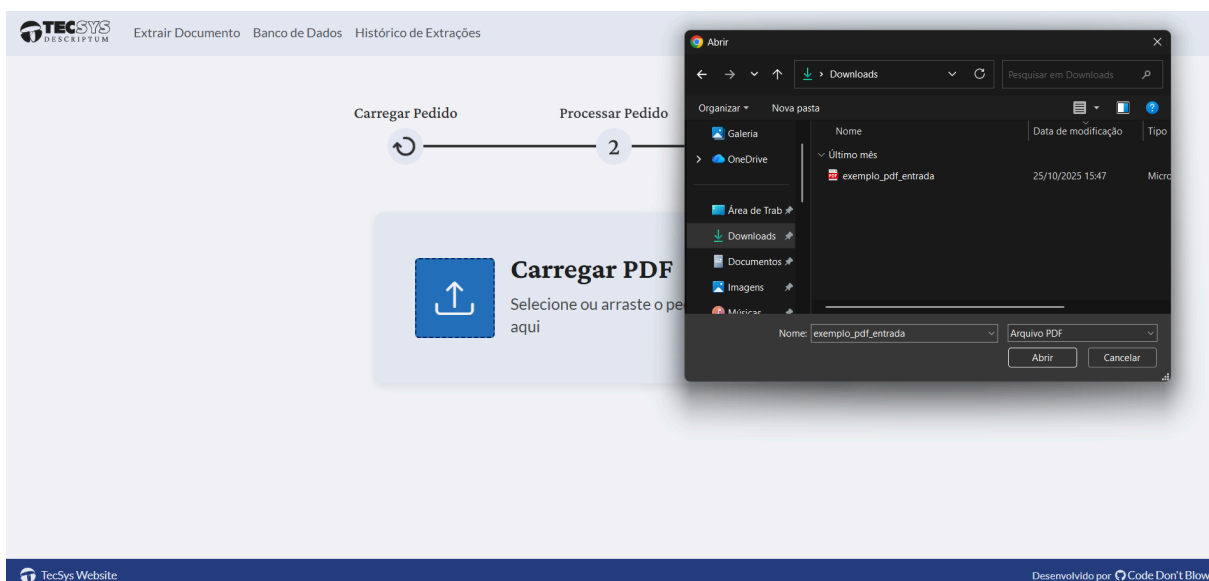 TECSYS
DESCRIPTUM
Extrair Documento Banco de Dados Histórico de Extrações
Carregar Pedido
Processar Pedido
2
Carregar PDF
Selecione ou arraste o pe
aqui
Abrir
Downloads
Pesquisar em Downloads
Organizar
Nova pasta
Galeria
OneDrive
Área de Trab
Downloads
Documentos
Imagens
Músicas
Nome Data de modificação Tipo
Último mês
exemplo_pdf_entrada 25/10/2025 15:47 Micro
Nome: exemplo_pdf_entrada
Arquivo PDF
Abrir Cancelar
TecSys Website
Desenvolvido por Code Don't Blow